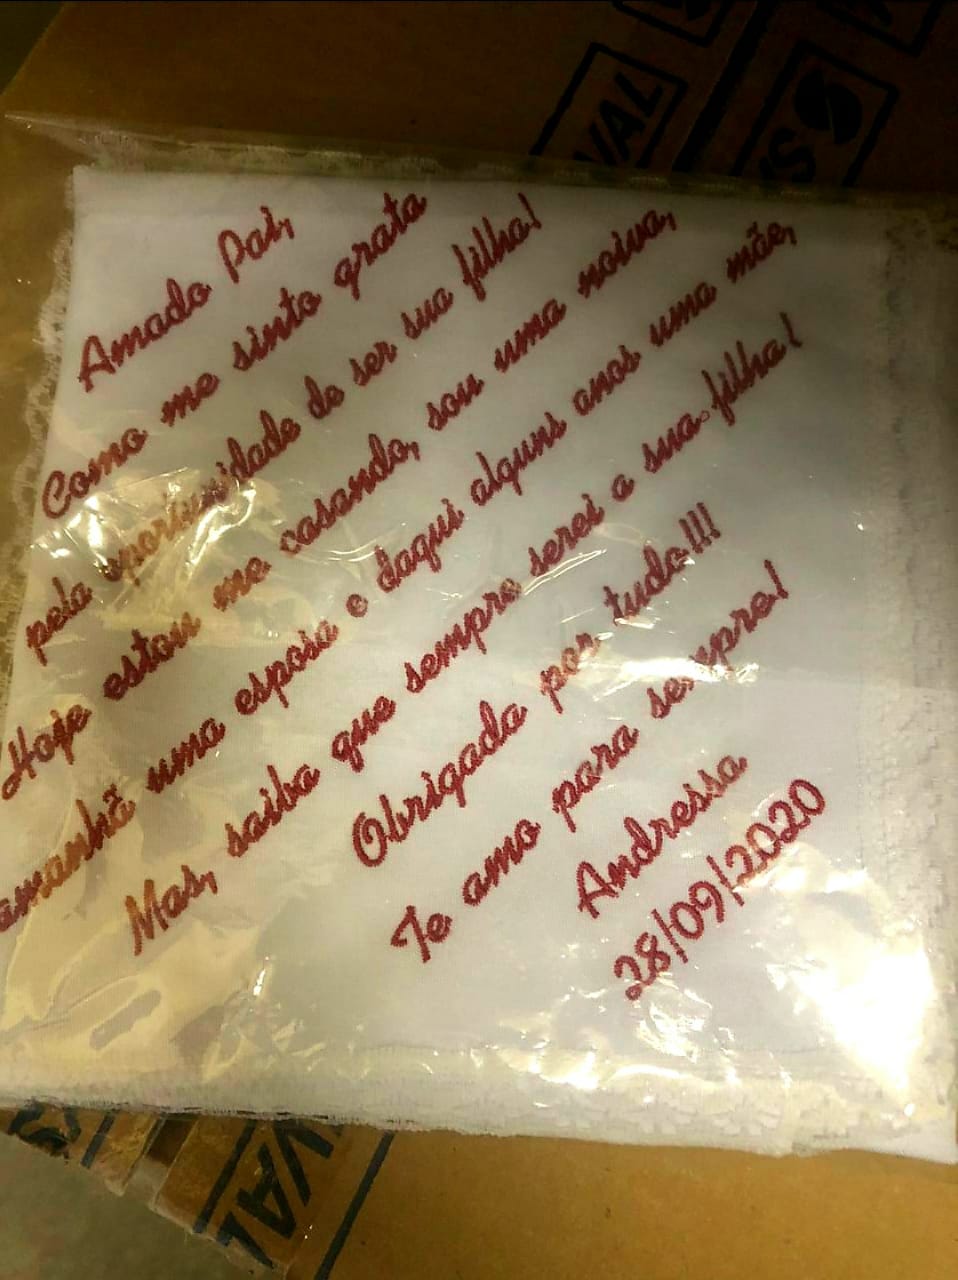 Amado Pai,
Como me sinto grata
pela oportunidade de ser sua filha!
Hoje estou me casando, sou uma noiva,
amanhã uma esposa e daqui alguns anos uma mãe,
Mas, saiba que sempre serei a sua filha!
Obrigada por tudo!!!
Te amo para sempre!
Andressa
28/09/2020